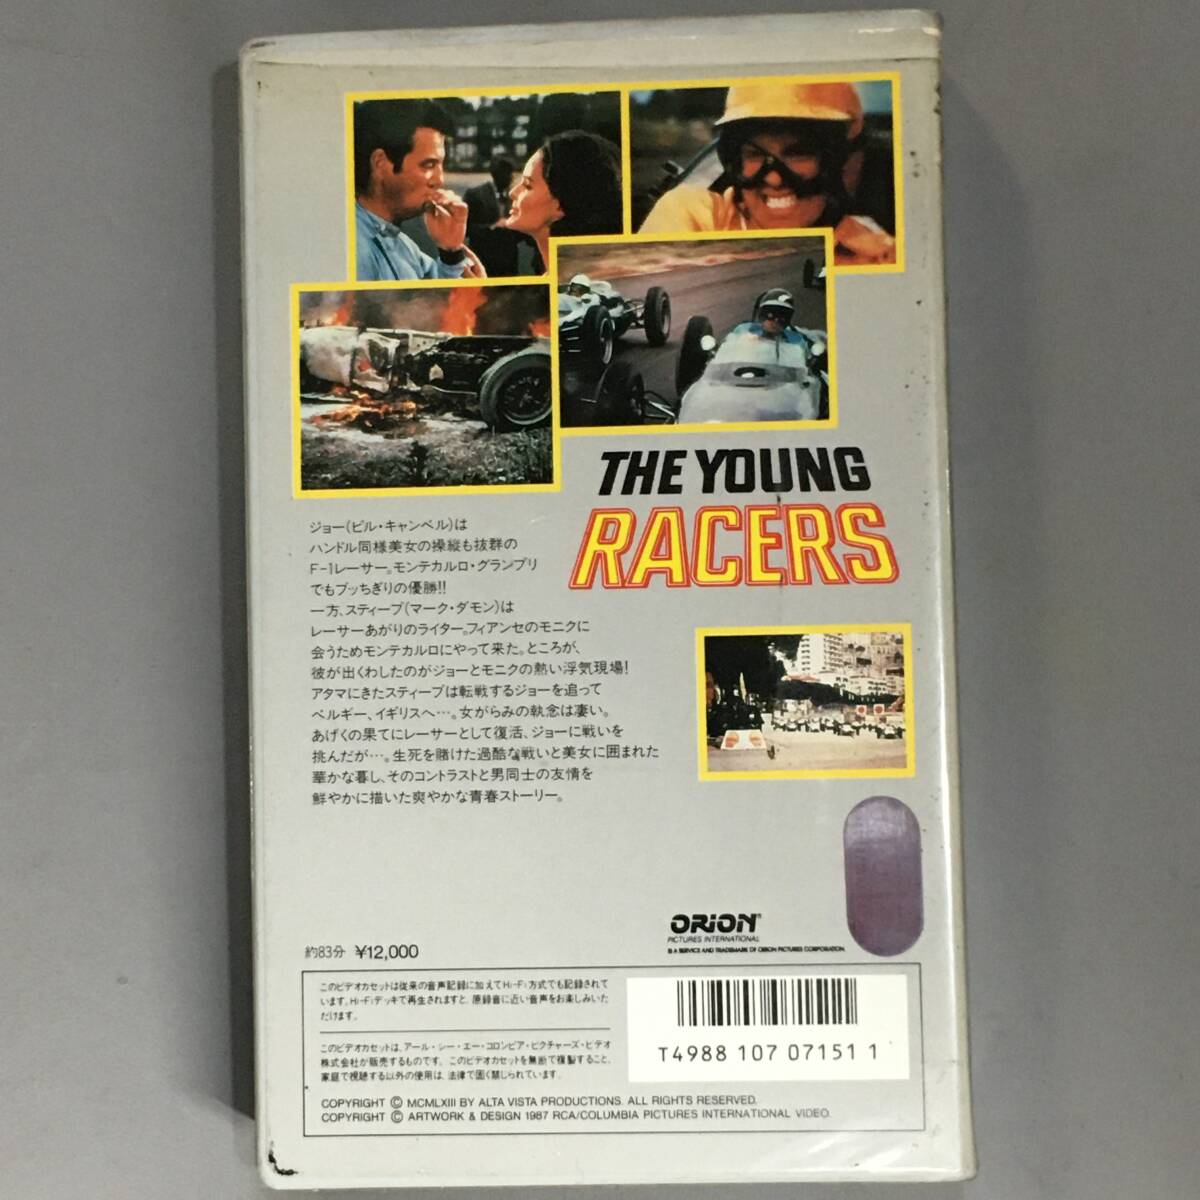 THE YOUNG
RACERS
ジョー(ビル・キャンベル)は
ハンドル同様美女の操縦も抜群の
F-1レーサー。モンテカルロ・グランプリ
でもブッちぎりの優勝!!
一方、スティーブ(マーク・ダモン)は
レーサーあがりのライター。フィアンセのモニクに
会うためモンテカルロにやって来た。ところが、
彼が出くわしたのがジョーとモニクの熱い浮気現場!
アタマにきたスティーブは転戦するジョーを追って
ベルギー、イギリスへ…。女がらみの執念は凄い。
あげくの果てにレーサーとして復活、ジョーに戦いを
挑んだが…。生死を賭けた過酷な戦いと美女に囲まれた
華かな暮し、そのコントラストと男同士の友情を
鮮やかに描いた爽やかな青春ストーリー。
ORION®
PICTURES INTERNATIONAL
IS A SERVICE AND TRADEMARK OF ORION PICTURES CORPORATION.
約83分 ¥12,000
このビデオカセットは従来の音声記録に加えてHi-Fi方式でも記録されて
います。Hi-Fiデッキで再生されますと、原録音に近い音声をお楽しみいた
だけます。
このビデオカセットは、アール・シー・エー・コロンビア・ピクチャーズ・ビデオ
株式会社が販売するものです。このビデオカセットを無断で複製すること、
家庭で視聴する以外の使用は、法律で固く禁じられています。
T4988 107 07151 1
COPYRIGHT © MCMLXIII BY ALTA VISTA PRODUCTIONS. ALL RIGHTS RESERVED.
COPYRIGHT © ARTWORK & DESIGN 1987 RCA/COLUMBIA PICTURES INTERNATIONAL VIDEO.